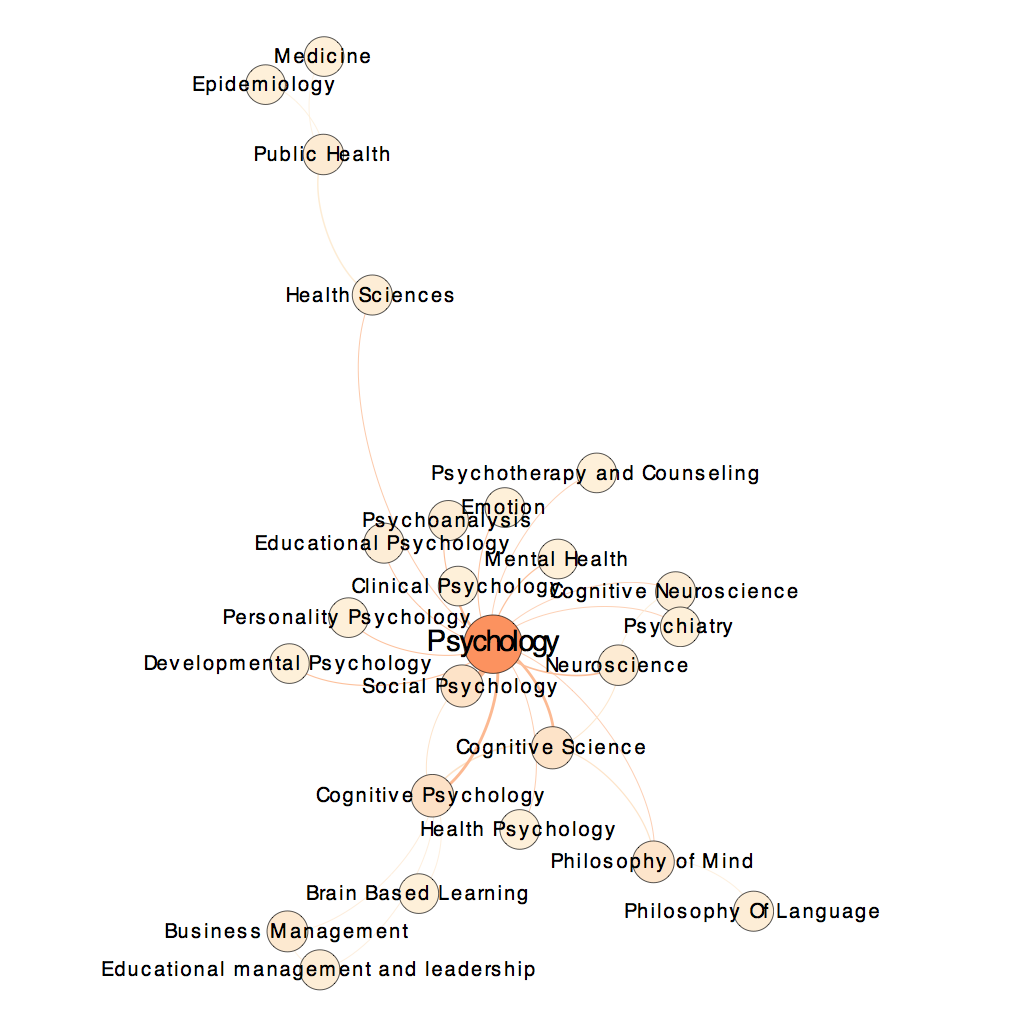 Medicine
Epidemiology
Public Health
Health Sciences
Psychotherapy and Counseling
Emotion
Psychoanalysis
Educational Psychology
Mental Health
Clinical Psychology
Cognitive Neuroscience
Personality Psychology
Psychiatry
Psychology
Developmental Psychology
Neuroscience
Social Psychology
Cognitive Science
Cognitive Psychology
Health Psychology
Philosophy of Mind
Brain Based Learning
Philosophy Of Language
Business Management
Educational management and leadership